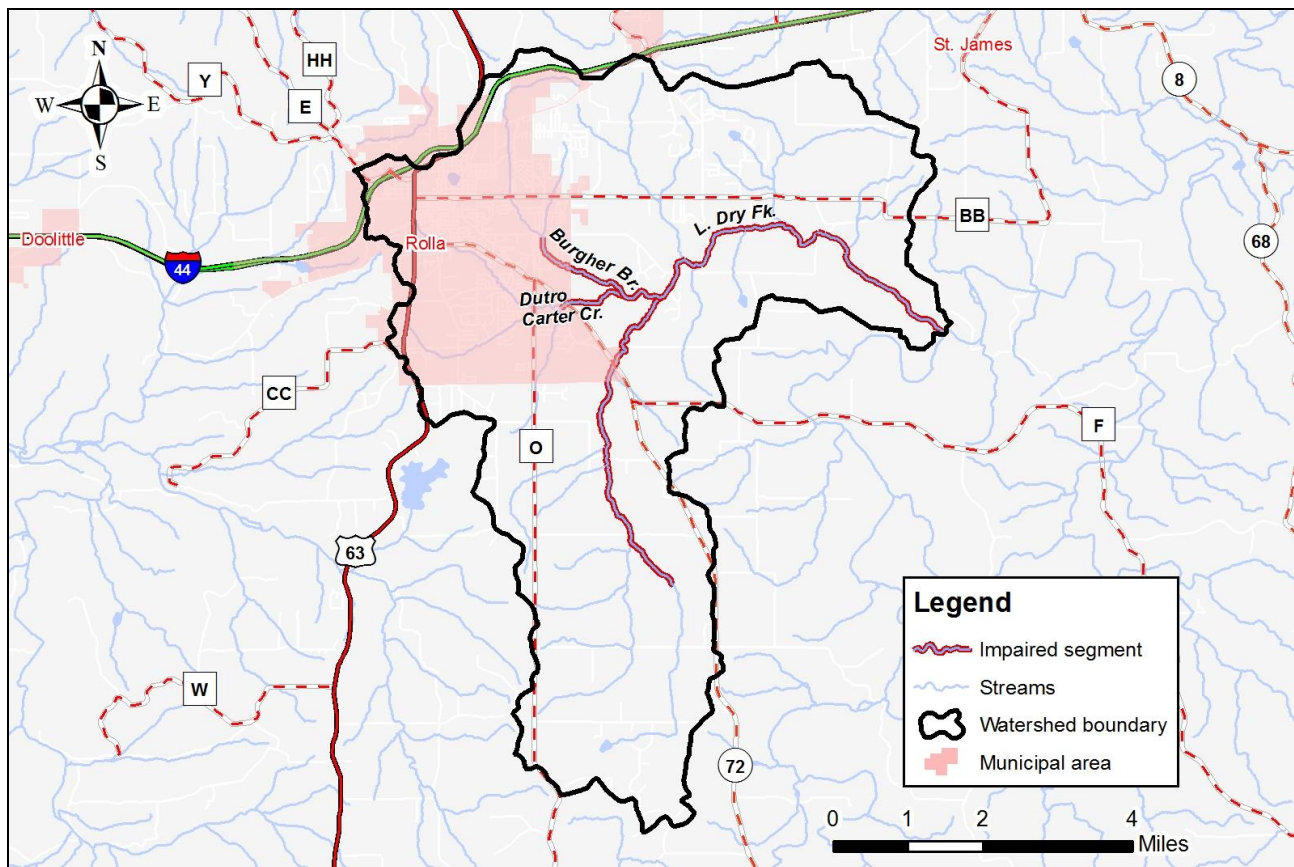 N
W E
S
HH
Y
E
St. James
8
BB
68
Doolittle
44
Rolla
L. Dry Fk.
Burgher Br.
Dutro
Carter Cr.
CC
O
F
63
W
72
Legend
Impaired segment
Streams
Watershed boundary
Municipal area
0 1 2 4
Miles